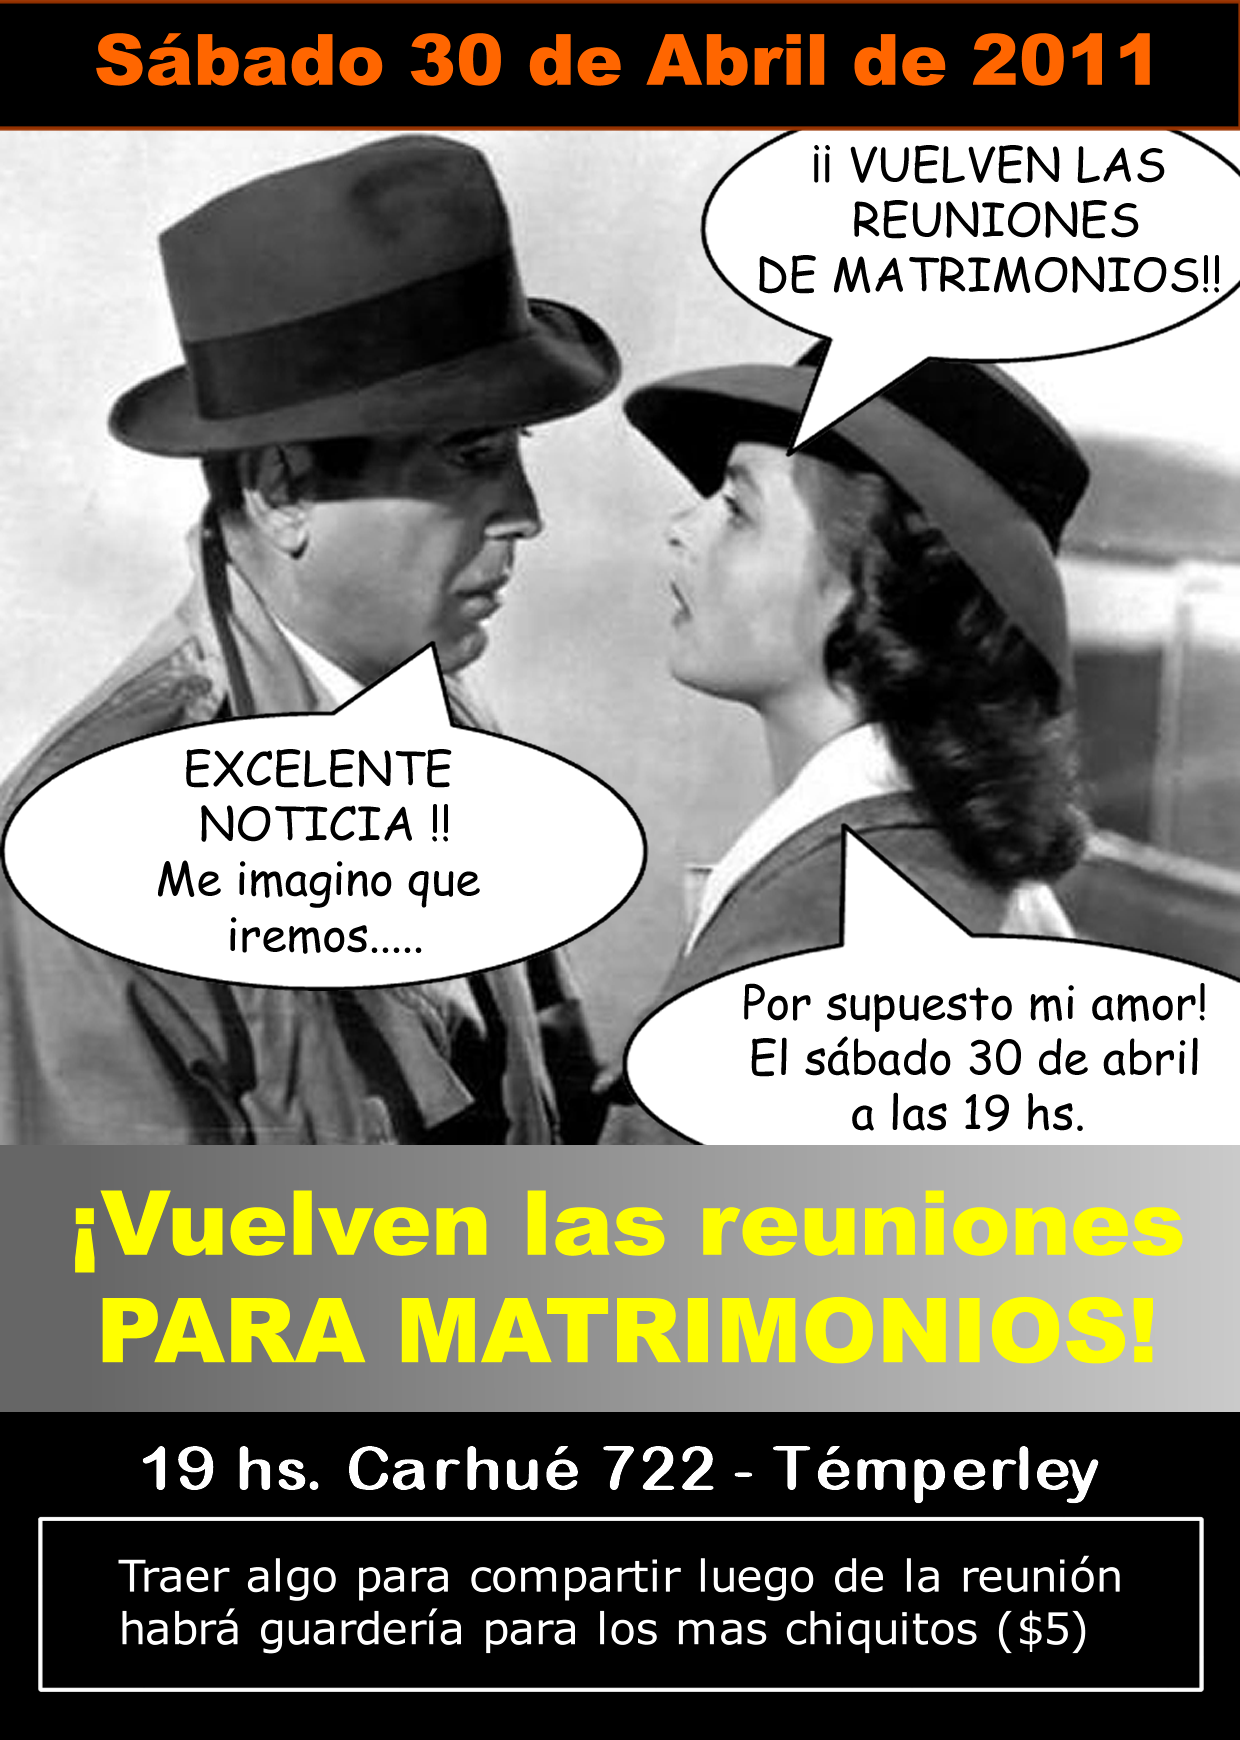 Sábado 30 de Abril de 2011
¡¡ VUELVEN LAS
REUNIONES
DE MATRIMONIOS!!
EXCELENTE
NOTICIA !!
Me imagino que
iremos.....
Por supuesto mi amor!
El sábado 30 de abril
a las 19 hs.
¡Vuelven las reuniones
PARA MATRIMONIOS!
19 hs. Carhué 722 - Témperley
Traer algo para compartir luego de la reunión
habrá guardería para los mas chiquitos ($5)